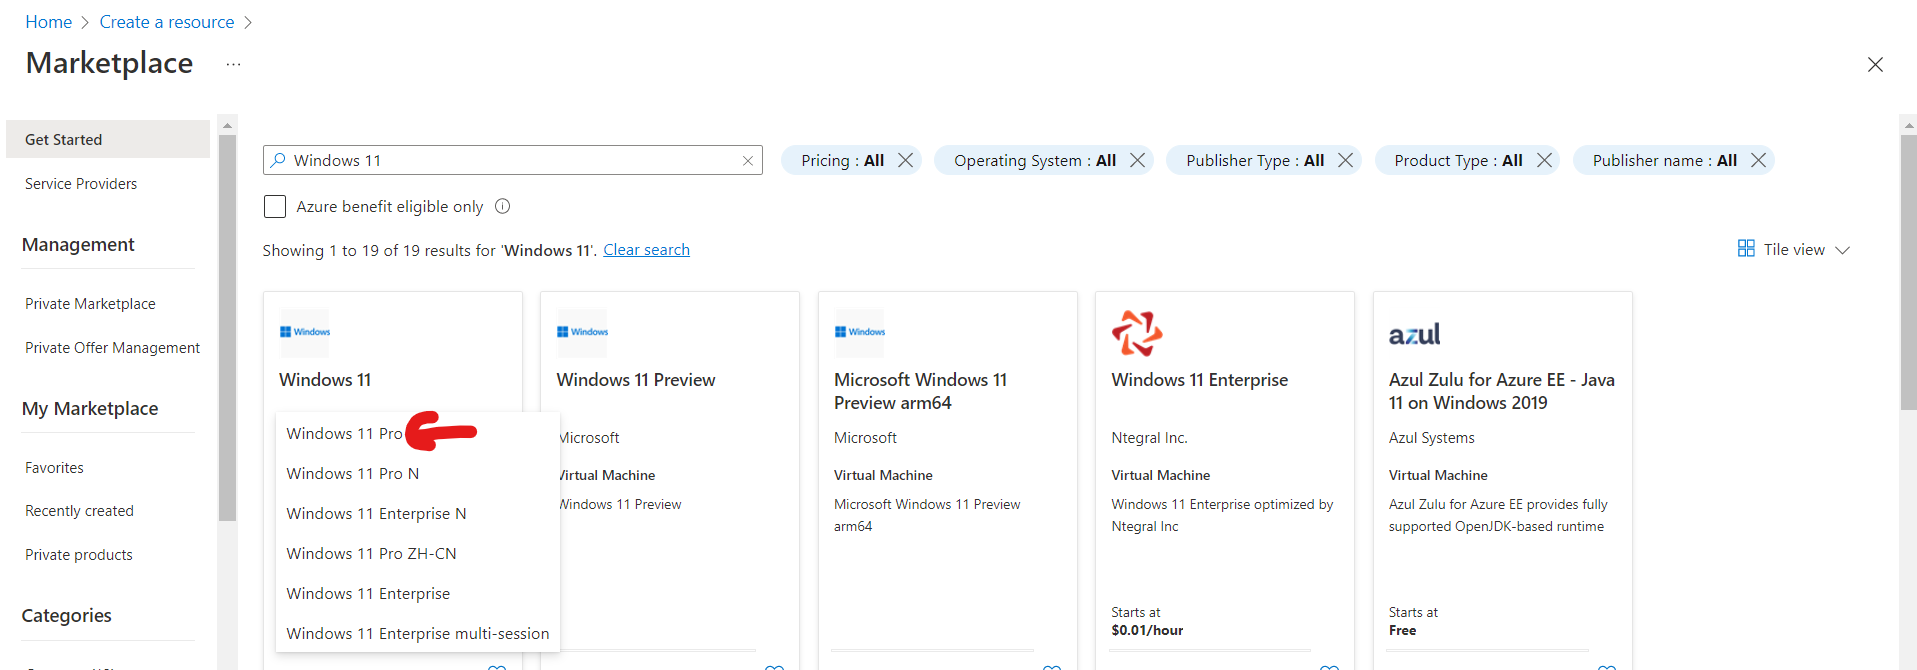 Home > Create a resource >
Marketplace ...
Get Started
Service Providers
Management
Private Marketplace
Private Offer Management
My Marketplace
Favorites
Recently created
Private products
Categories
Windows 11
Pricing : All
Operating System : All
Publisher Type : All
Product Type : All
Publisher name : All
Azure benefit eligible only
Showing 1 to 19 of 19 results for 'Windows 11'. Clear search
Tile view
Windows
Windows 11
Windows 11 Pro
Windows 11 Pro N
Windows 11 Enterprise N
Windows 11 Pro ZH-CN
Windows 11 Enterprise
Windows 11 Enterprise multi-session
Windows
Windows 11 Preview
Microsoft
Virtual Machine
Windows 11 Preview
Windows
Microsoft Windows 11
Preview arm64
Microsoft
Virtual Machine
Microsoft Windows 11 Preview
arm64
Windows 11 Enterprise
Ntegral Inc.
Virtual Machine
Windows 11 Enterprise optimized by
Ntegral Inc
Starts at
$0.01/hour
azul
Azul Zulu for Azure EE - Java
11 on Windows 2019
Azul Systems
Virtual Machine
Azul Zulu for Azure EE provides fully
supported OpenJDK-based runtime
Starts at
Free